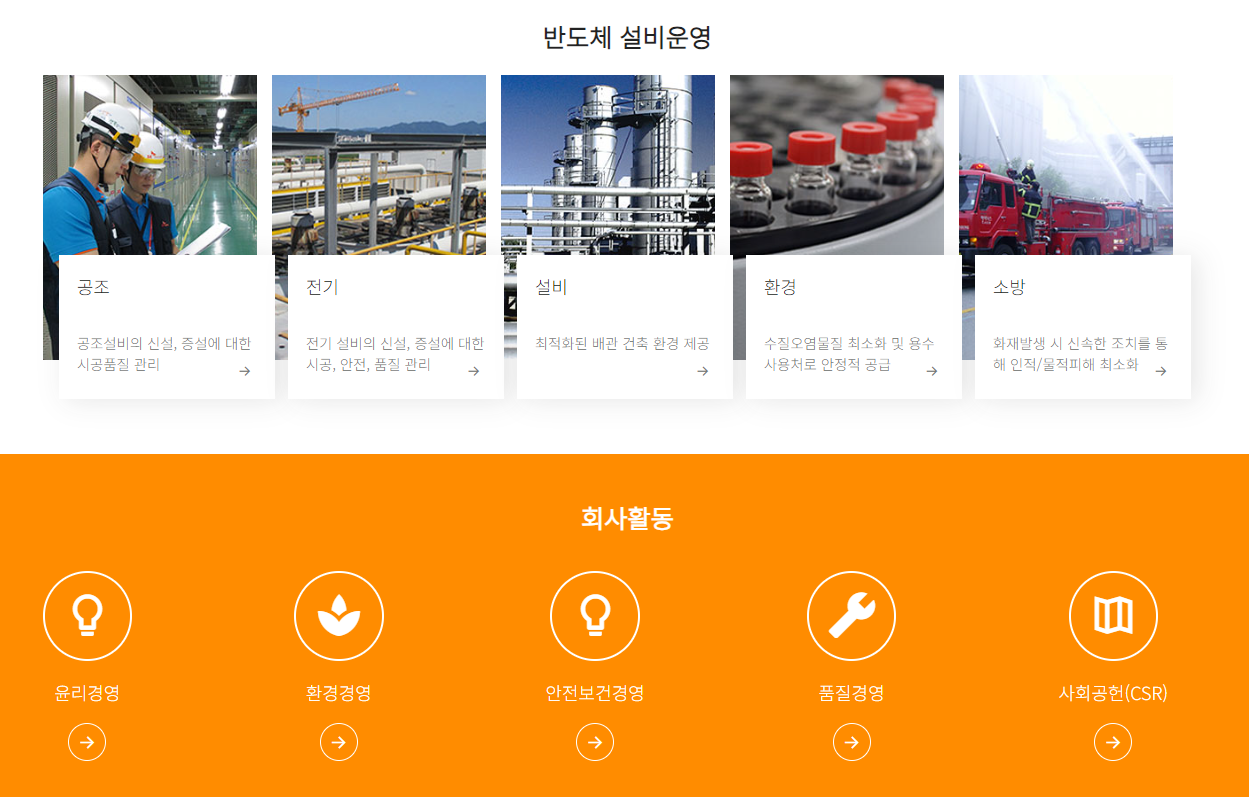 반도체 설비운영
공조
공조설비의 신설, 증설에 대한
시공품질 관리
전기
전기 설비의 신설, 증설에 대한
시공, 안전, 품질 관리
설비
최적화된 배관 건축 환경 제공
환경
수질오염물질 최소화 및 용수
사용처로 안정적 공급
소방
화재발생 시 신속한 조치를 통
해 인적/물적피해 최소화
회사활동
윤리경영
환경경영
안전보건경영
품질경영
사회공헌(CSR)